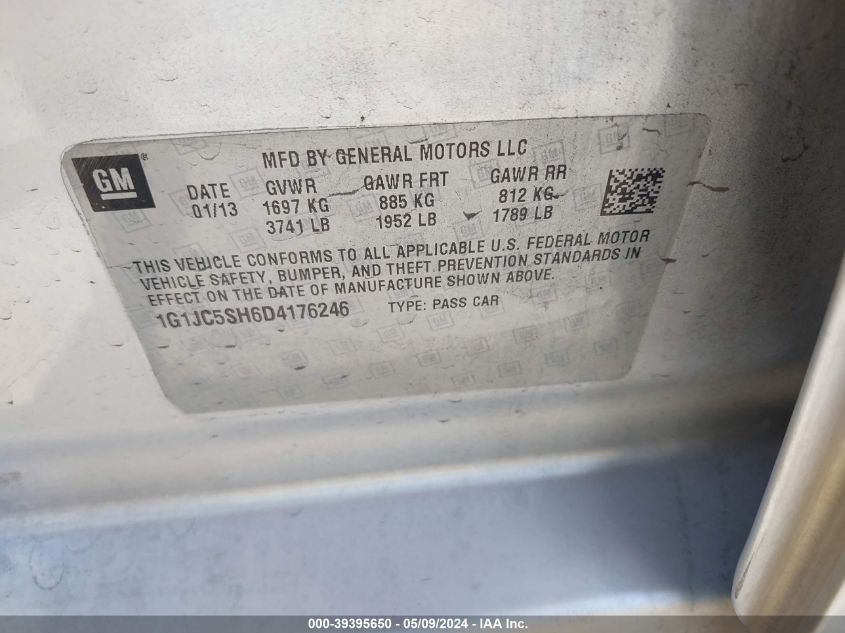 GM ®
MFD BY GENERAL MOTORS LLC
DATE GVWR GAWR FRT GAWR RR
01/13 1697 KG 885 KG 812 KG
3741 LB 1952 LB 1789 LB
THIS VEHICLE CONFORMS TO ALL APPLICABLE U.S. FEDERAL MOTOR
VEHICLE SAFETY, BUMPER, AND THEFT PREVENTION STANDARDS IN
EFFECT ON THE DATE OF MANUFACTURE SHOWN ABOVE.
1G1JC5SH6D4176246 TYPE: PASS CAR
000-39395650 - 05/09/2024 - IAA Inc.